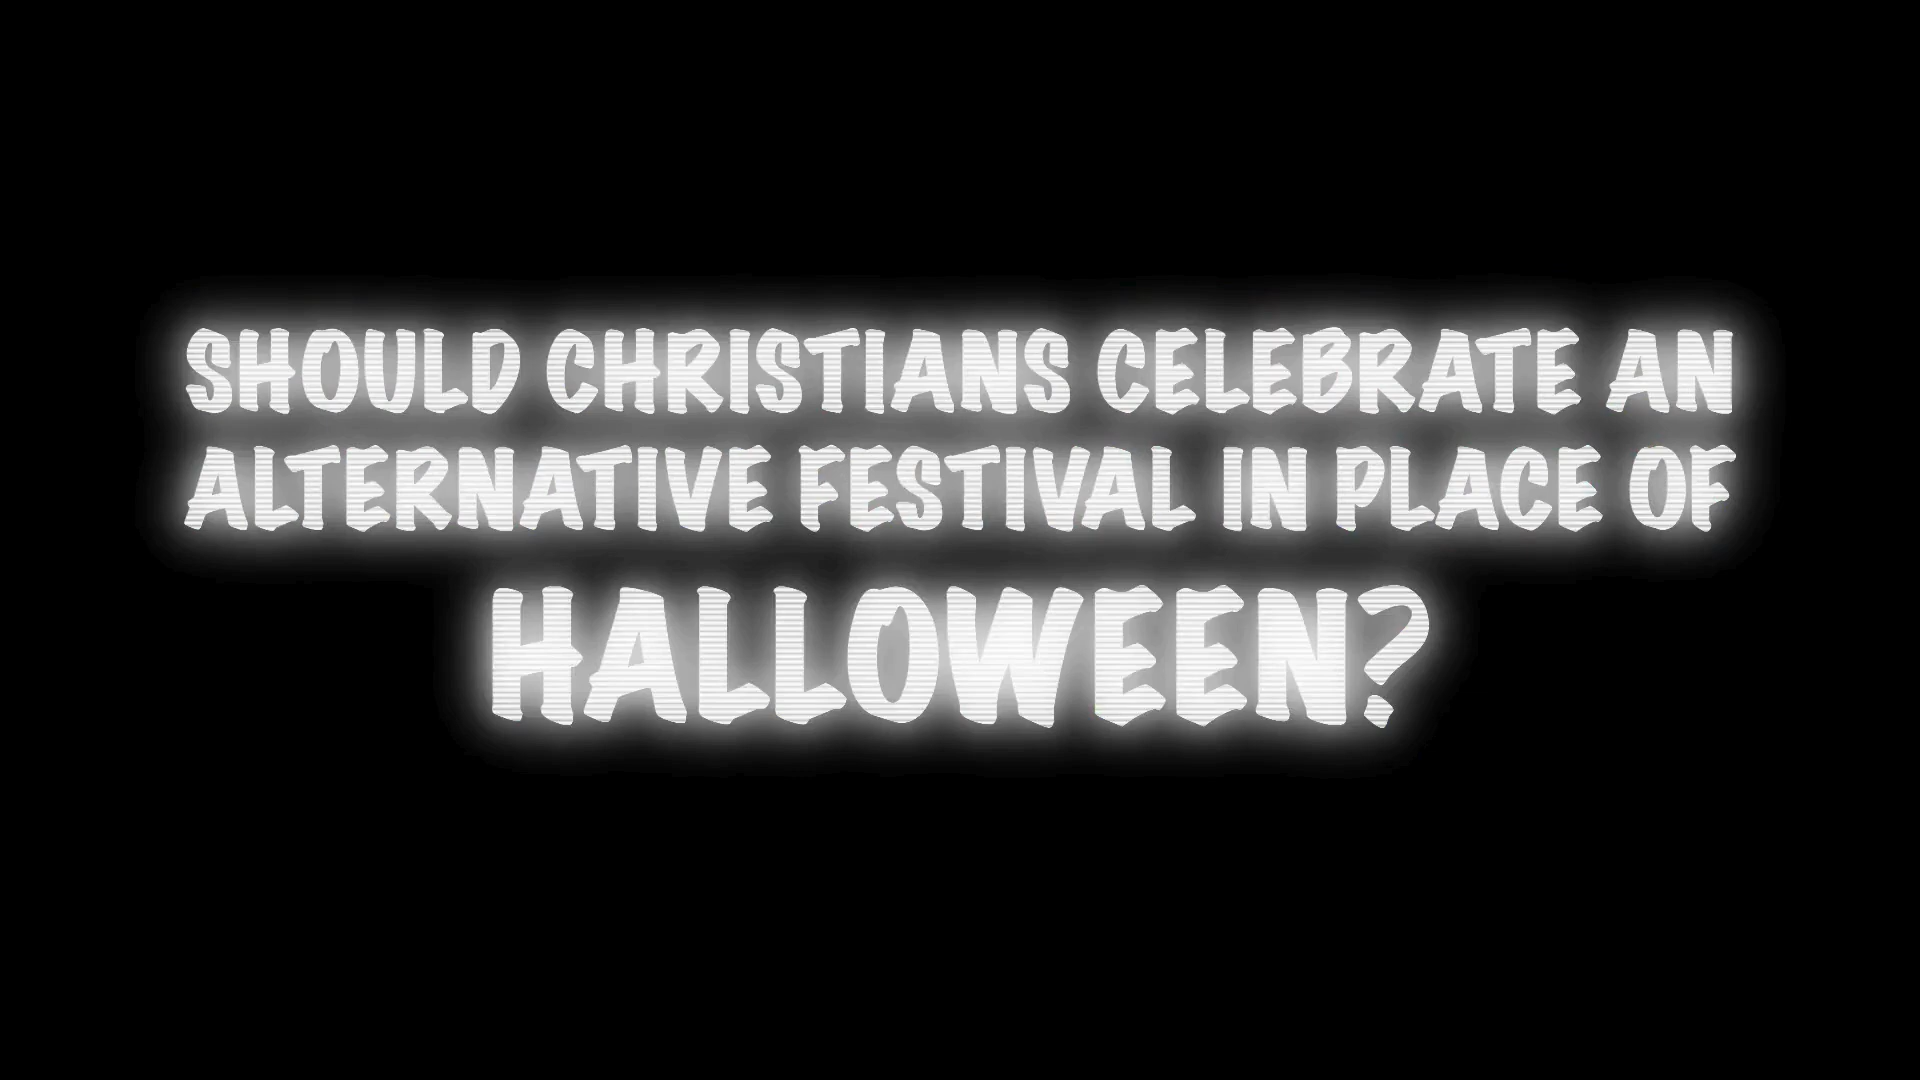 SHOULD CHRISTIANS CELEBRATE AN
ALTERNATIVE FESTIVAL IN PLACE OF
HALLOWEEN?